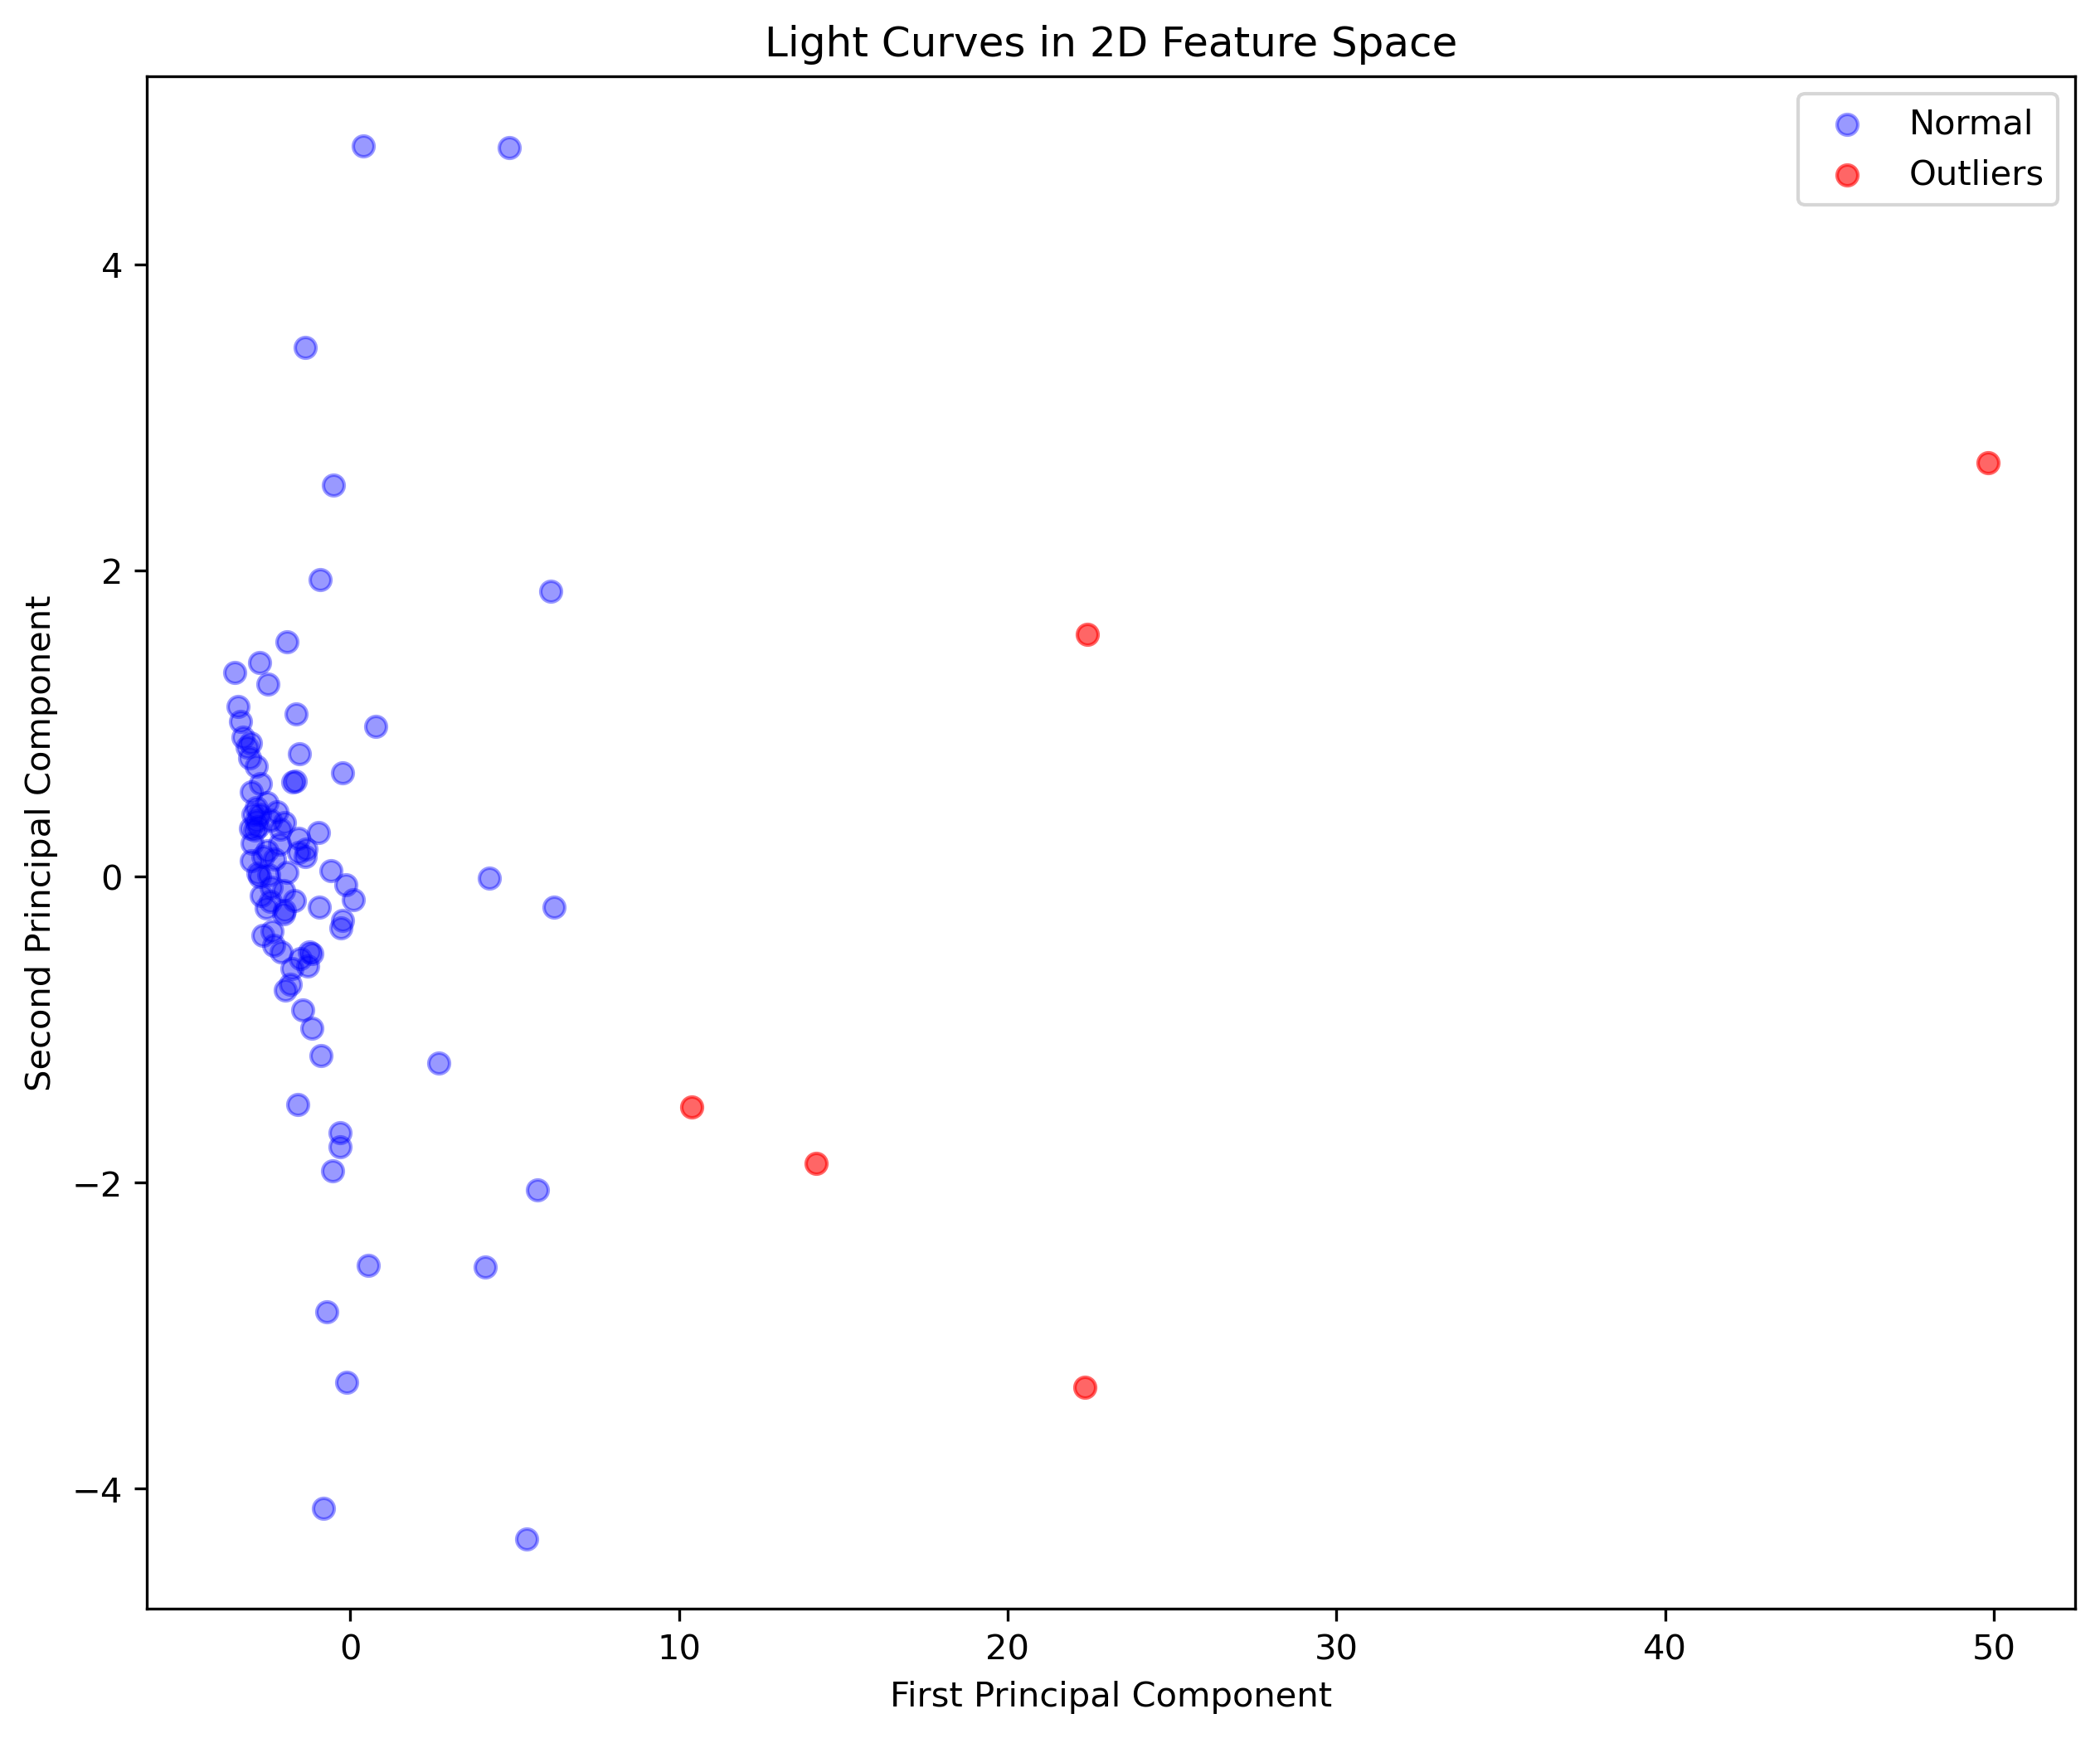 Light Curves in 2D Feature Space
Normal
Outliers
Second Principal Component
4
2
0
−2
−4
0 10 20 30 40 50
First Principal Component